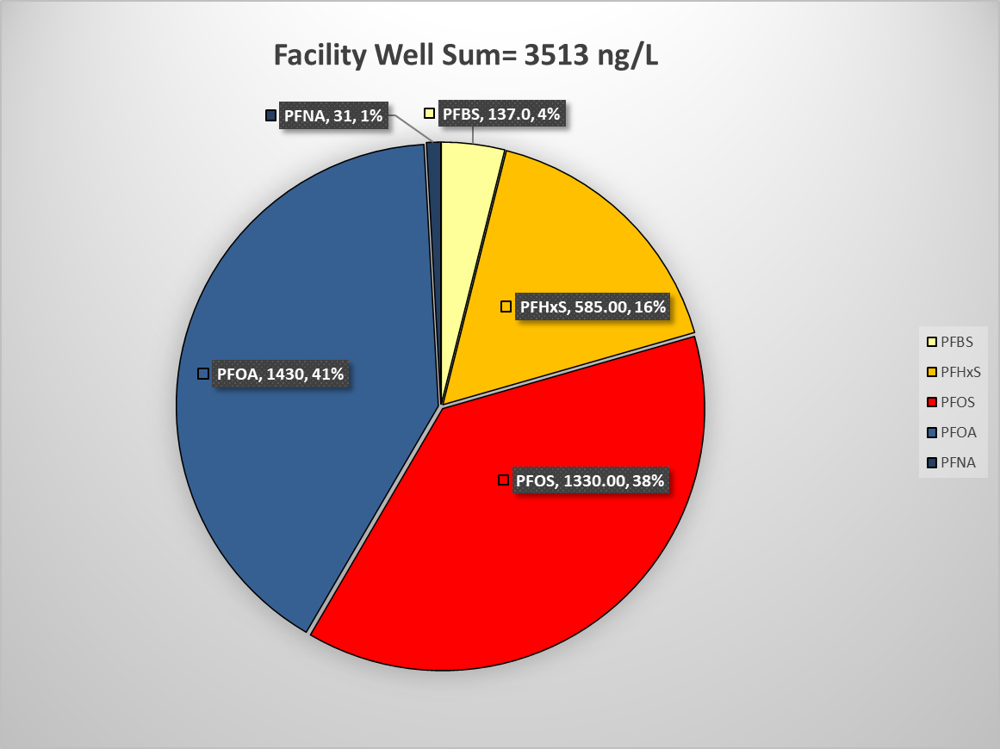 Facility Well Sum= 3513 ng/L
PFNA, 31, 1%
PFBS, 137.0, 4%
PFHxS, 585.00, 16%
PFOA, 1430, 41%
PFOS, 1330.00, 38%
PFBS
PFHxS
PFOS
PFOA
PFNA